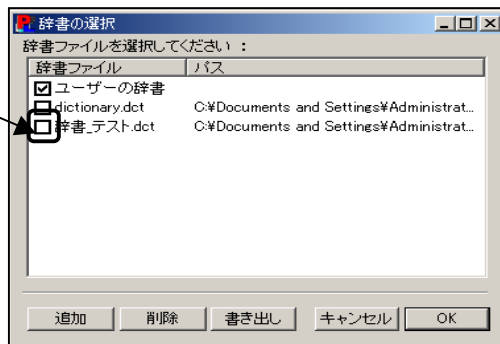 辞書の選択
辞書ファイルを選択してください :
辞書ファイル パス
ユーザーの辞書
dictionary.dct C:¥Documents and Settings¥Administrat...
辞書_テスト.dct C:¥Documents and Settings¥Administrat...
追加 削除 書き出し キャンセル OK